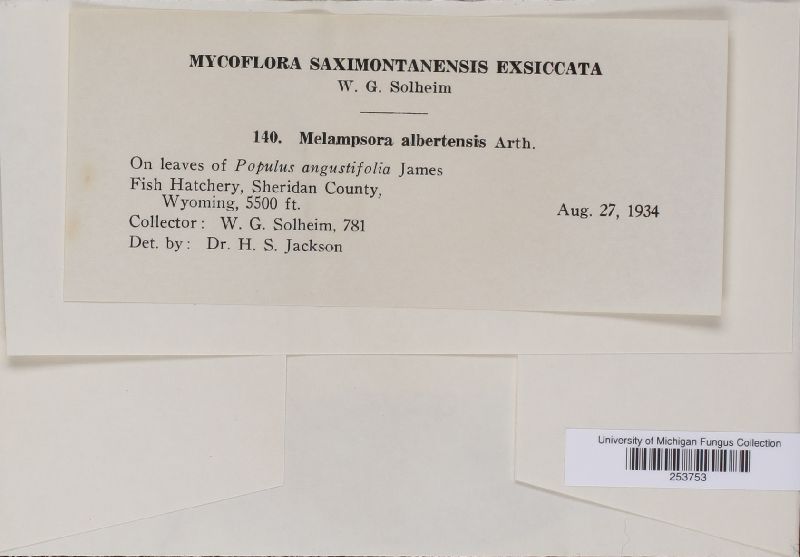 MYCOFLORA SAXIMONTANENSIS EXSICCATA
W. G. Solheim
140. Melampsora albertensis Arth.
On leaves of Populus angustifolia James
Fish Hatchery, Sheridan County,
Wyoming, 5500 ft.
Aug. 27, 1934
Collector: W. G. Solheim, 781
Det. by: Dr. H. S. Jackson
University of Michigan Fungus Collection
253753